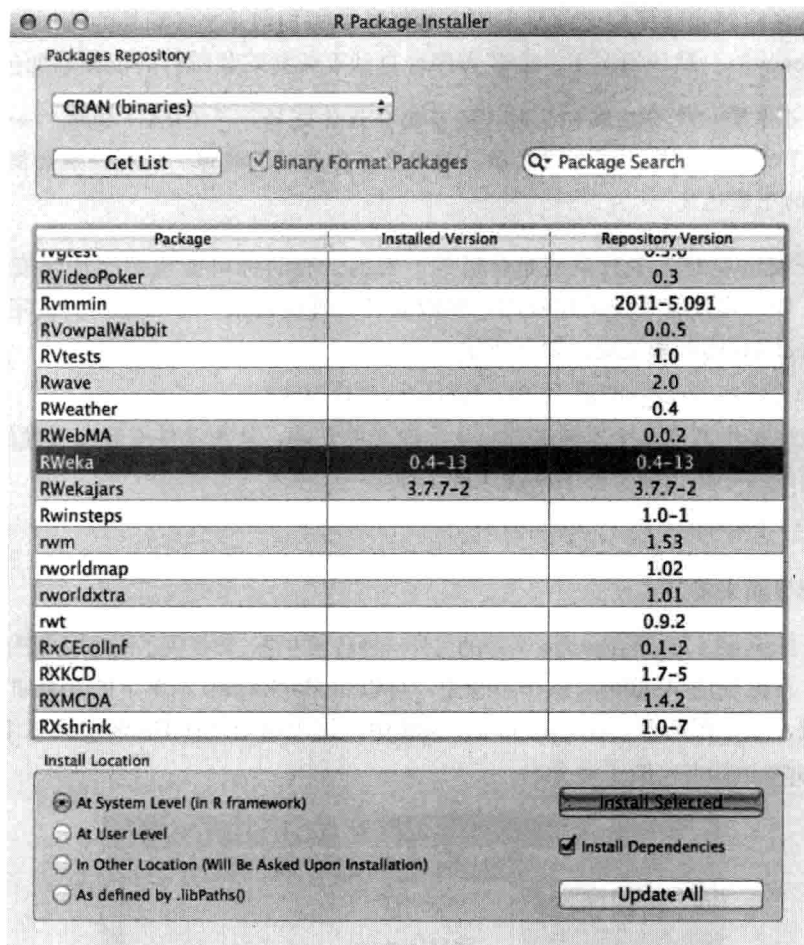 R Package Installer
Packages Repository
CRAN (binaries)
Get List
Binary Format Packages
Package Search
Package Installed Version Repository Version
rvgtest 0.3.0
RVideoPoker 0.3
Rvmmin 2011-5.091
RVowpalWabbit 0.0.5
RVtests 1.0
Rwave 2.0
RWeather 0.4
RWebMA 0.0.2
RWeka 0.4-13 0.4-13
RWekajars 3.7.7-2 3.7.7-2
Rwinsteps 1.0-1
rwm 1.53
rworldmap 1.02
rworldxtra 1.01
rwt 0.9.2
RxCEcolInf 0.1-2
RXKCD 1.7-5
RXMCDA 1.4.2
RXshrink 1.0-7
Install Location
At System Level (in R framework)
At User Level
In Other Location (Will Be Asked Upon Installation)
As defined by .libPaths()
Install Selected
Install Dependencies
Update All